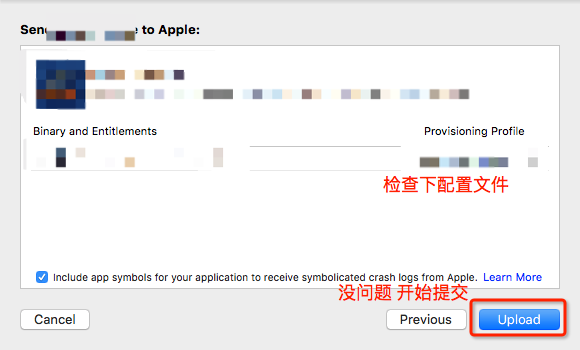 Send to Apple:
Binary and Entitlements
Provisioning Profile
检查下配置文件
Include app symbols for your application to receive symbolicated crash logs from Apple. Learn More
没问题 开始提交
Cancel
Previous
Upload